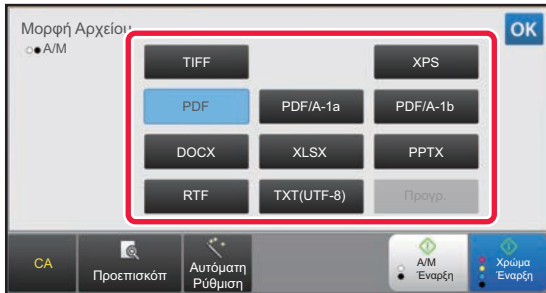 Μορφή Αρχείου
A/M
OK
TIFF
XPS
PDF
PDF/A-1a
PDF/A-1b
DOCX
XLSX
PPTX
RTF
TXT(UTF-8)
Προγρ.
CA
Προεπισκόπ
Αυτόματη
Ρύθμιση
A/M
Έναρξη
Χρώμα
Έναρξη